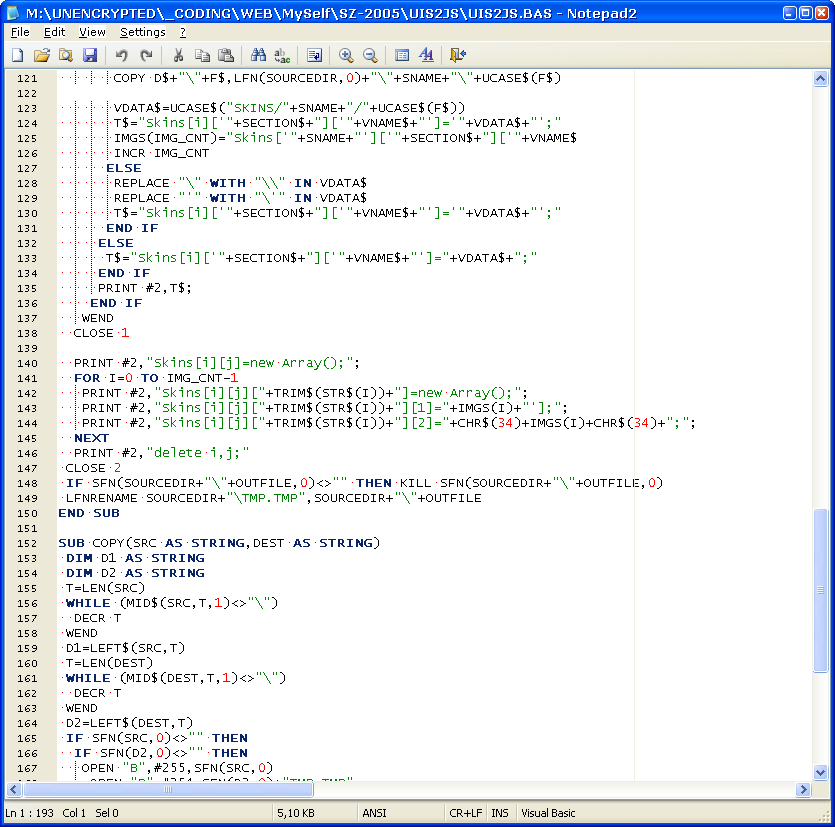 M:\UNENCRYPTED\_CODING\WEB\MySelf\SZ-2005\UIS2JS\UIS2JS.BAS - Notepad2
File Edit View Settings ?
121 COPY D$+"\"+F$,LFN(SOURCEDIR,0)+"\"+SNAME+"\"+UCASE$(F$)
122
123 VDATA$=UCASE$("SKINS/"+SNAME+"/"+UCASE$(F$))
124 T$="Skins[i]['"+SECTION$+"]['"+VNAME$+"']='"+VDATA$+"';"
125 IMGS(IMG_CNT)="Skins['"+SNAME+"']['"+SECTION$+"]['"+VNAME$
126 INCR IMG_CNT
127 ELSE
128 REPLACE "\" WITH "\\" IN VDATA$
129 REPLACE "'" WITH "\'" IN VDATA$
130 T$="Skins[i]['"+SECTION$+"]['"+VNAME$+"']='"+VDATA$+"';"
131 END IF
132 ELSE
133 T$="Skins[i]['"+SECTION$+"]['"+VNAME$+"']="+VDATA$+";"
134 END IF
135 PRINT #2,T$;
136 END IF
137 WEND
138 CLOSE 1
139
140 PRINT #2,"Skins[i][j]=new Array();";
141 FOR I=0 TO IMG_CNT-1
142 PRINT #2,"Skins[i][j]["+TRIM$(STR$(I))+"]=new Array();";
143 PRINT #2,"Skins[i][j]["+TRIM$(STR$(I))+"][1]="+IMGS(I)+"'];";
144 PRINT #2,"Skins[i][j]["+TRIM$(STR$(I))+"][2]="+CHR$(34)+IMGS(I)+CHR$(34)+";";
145 NEXT
146 PRINT #2,"delete i,j;"
147 CLOSE 2
148 IF SFN(SOURCEDIR+"\"+OUTFILE,0)<>"" THEN KILL SFN(SOURCEDIR+"\"+OUTFILE,0)
149 LFNRENAME SOURCEDIR+"\TMP.TMP",SOURCEDIR+"\"+OUTFILE
150 END SUB
151
152 SUB COPY(SRC AS STRING,DEST AS STRING)
153 DIM D1 AS STRING
154 DIM D2 AS STRING
155 T=LEN(SRC)
156 WHILE (MID$(SRC,T,1)<>"\")
157 DECR T
158 WEND
159 D1=LEFT$(SRC,T)
160 T=LEN(DEST)
161 WHILE (MID$(DEST,T,1)<>"\")
162 DECR T
163 WEND
164 D2=LEFT$(DEST,T)
165 IF SFN(SRC,0)<>"" THEN
166 IF SFN(D2,0)<>"" THEN
167 OPEN "B",#255,SFN(SRC,0)
Ln 1 : 193 Col 1 Sel 0 5,10 KB ANSI CR+LF INS Visual Basic